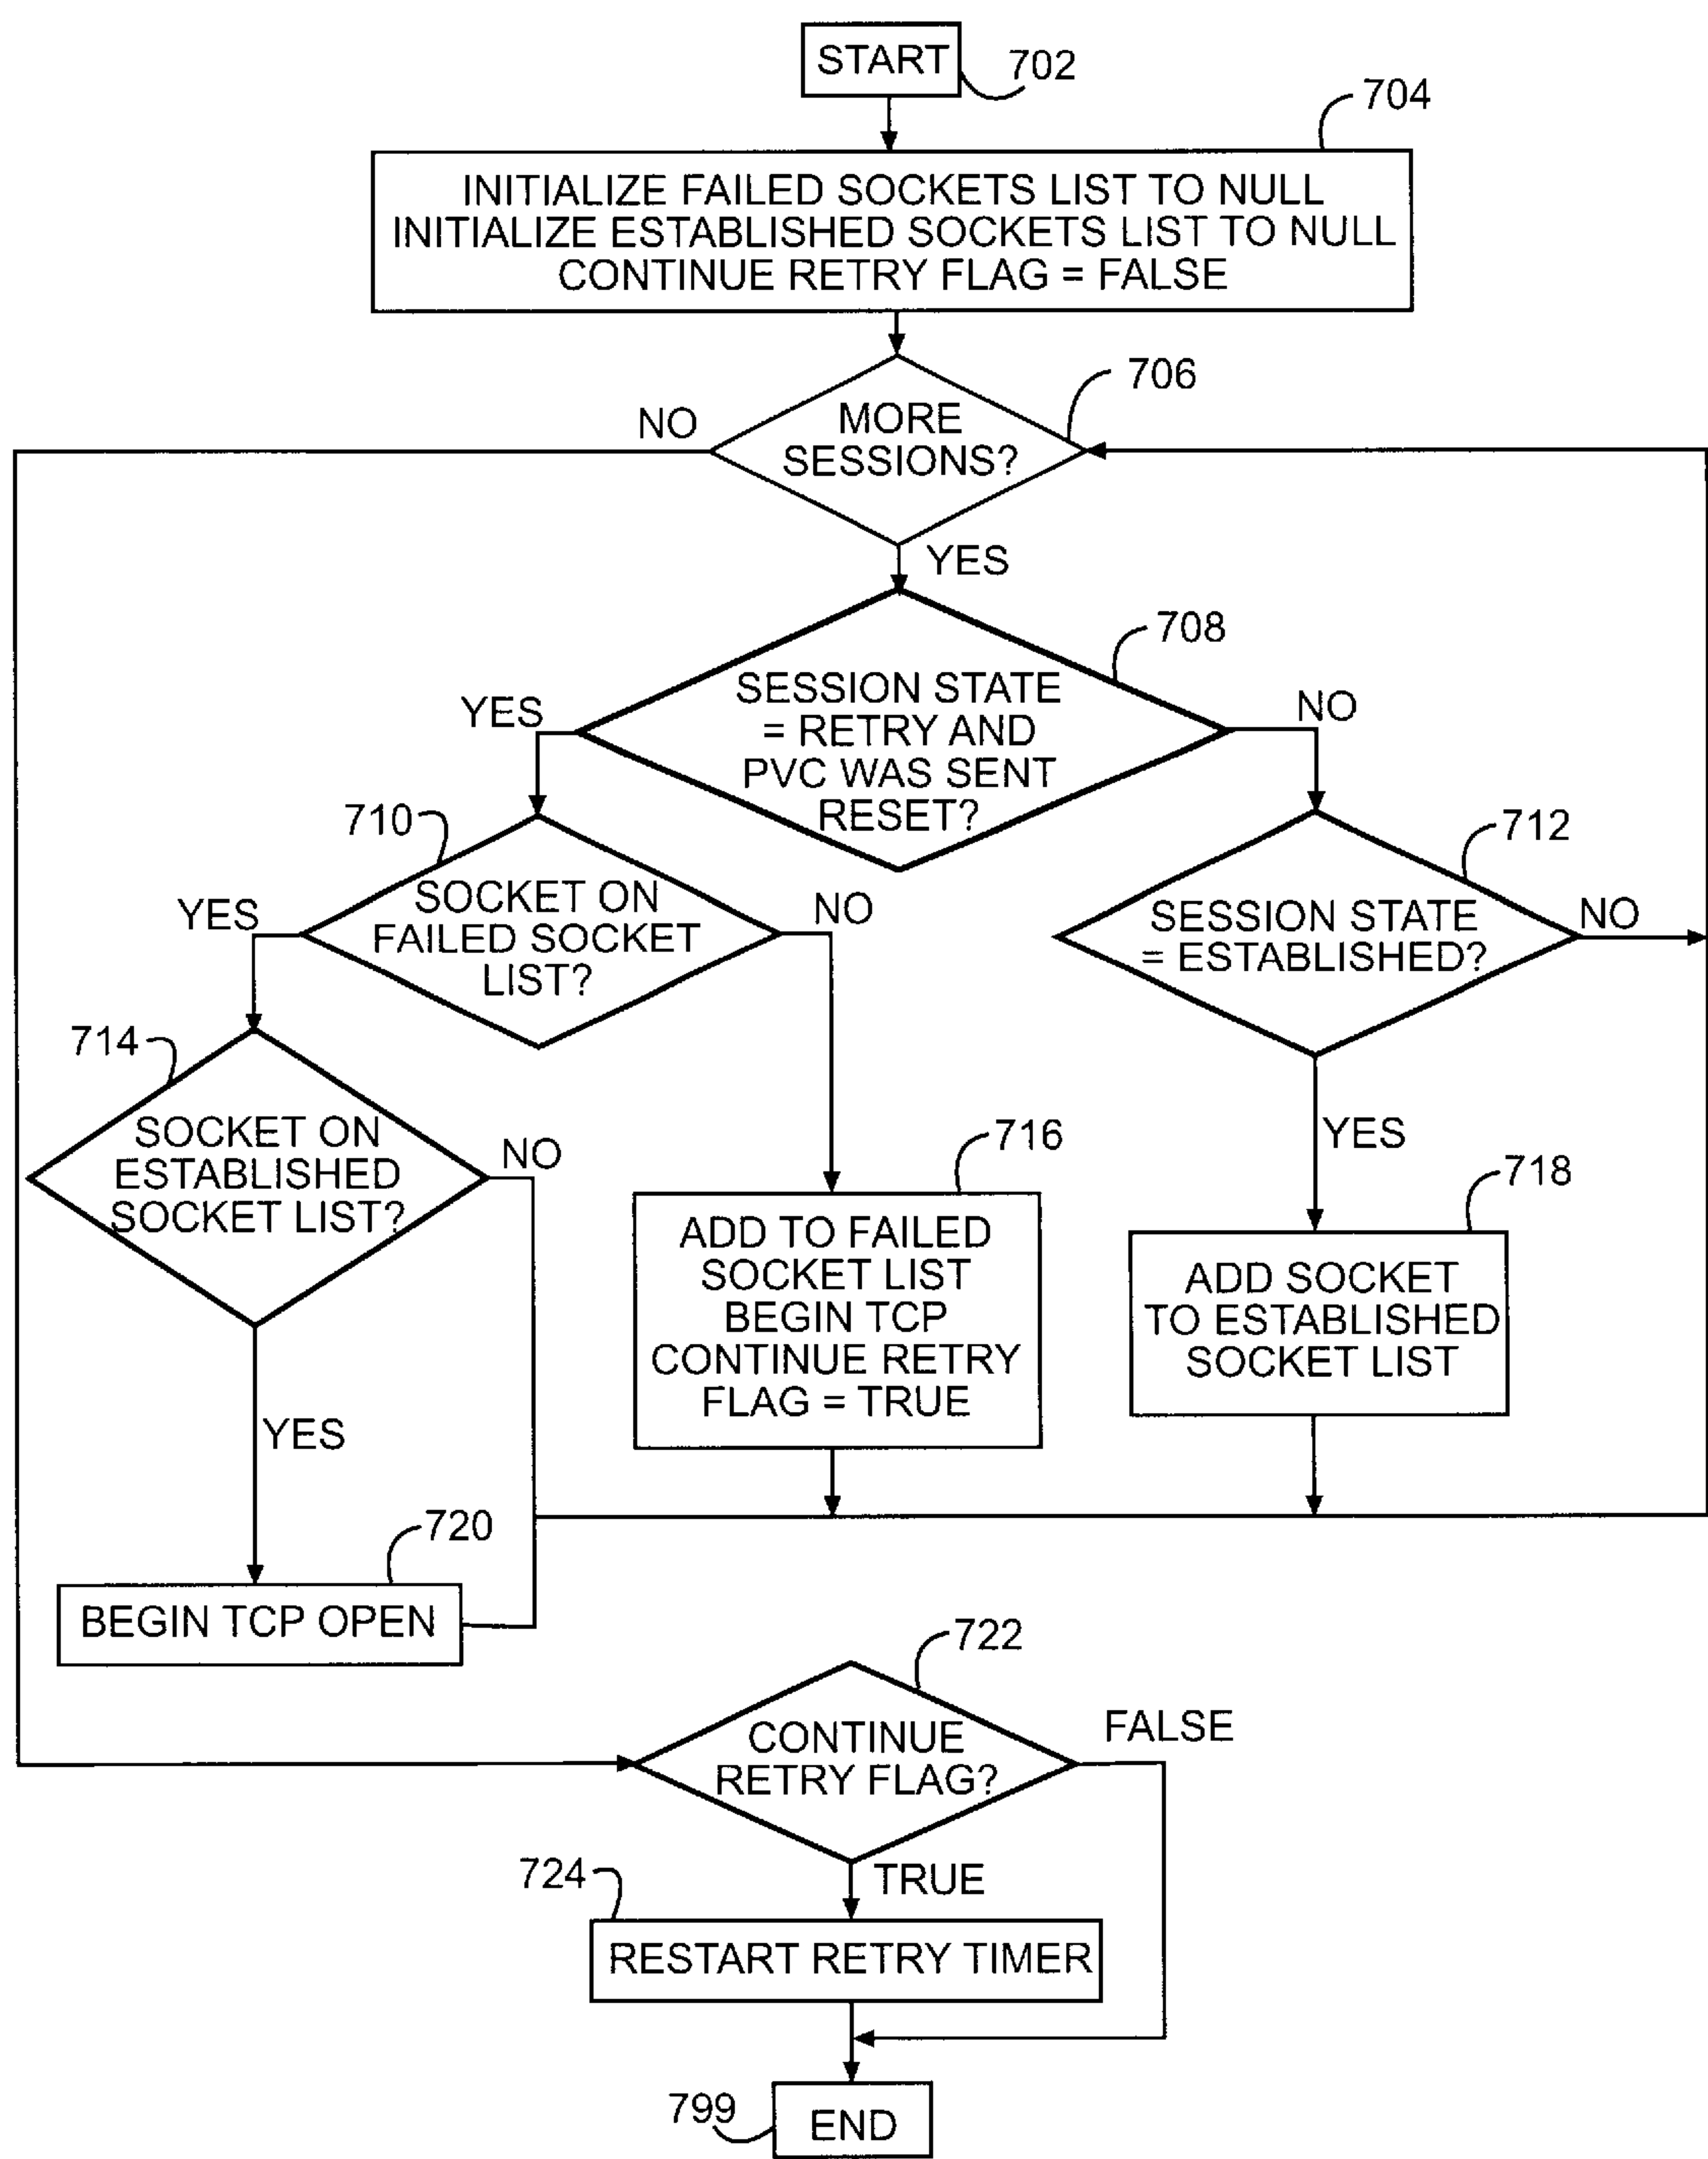 START
702
704
INITIALIZE FAILED SOCKETS LIST TO NULL
INITIALIZE ESTABLISHED SOCKETS LIST TO NULL
CONTINUE RETRY FLAG = FALSE
706
NO
MORE
SESSIONS?
YES
708
YES
SESSION STATE
= RETRY AND
PVC WAS SENT
RESET?
NO
710
712
YES
SOCKET ON
FAILED SOCKET
LIST?
NO
SESSION STATE
= ESTABLISHED?
NO
714
SOCKET ON
ESTABLISHED
SOCKET LIST?
NO
716
YES
718
ADD TO FAILED
SOCKET LIST
BEGIN TCP
CONTINUE RETRY
FLAG = TRUE
ADD SOCKET
TO ESTABLISHED
SOCKET LIST
YES
720
BEGIN TCP OPEN
722
CONTINUE
RETRY FLAG?
FALSE
724
TRUE
RESTART RETRY TIMER
799
END